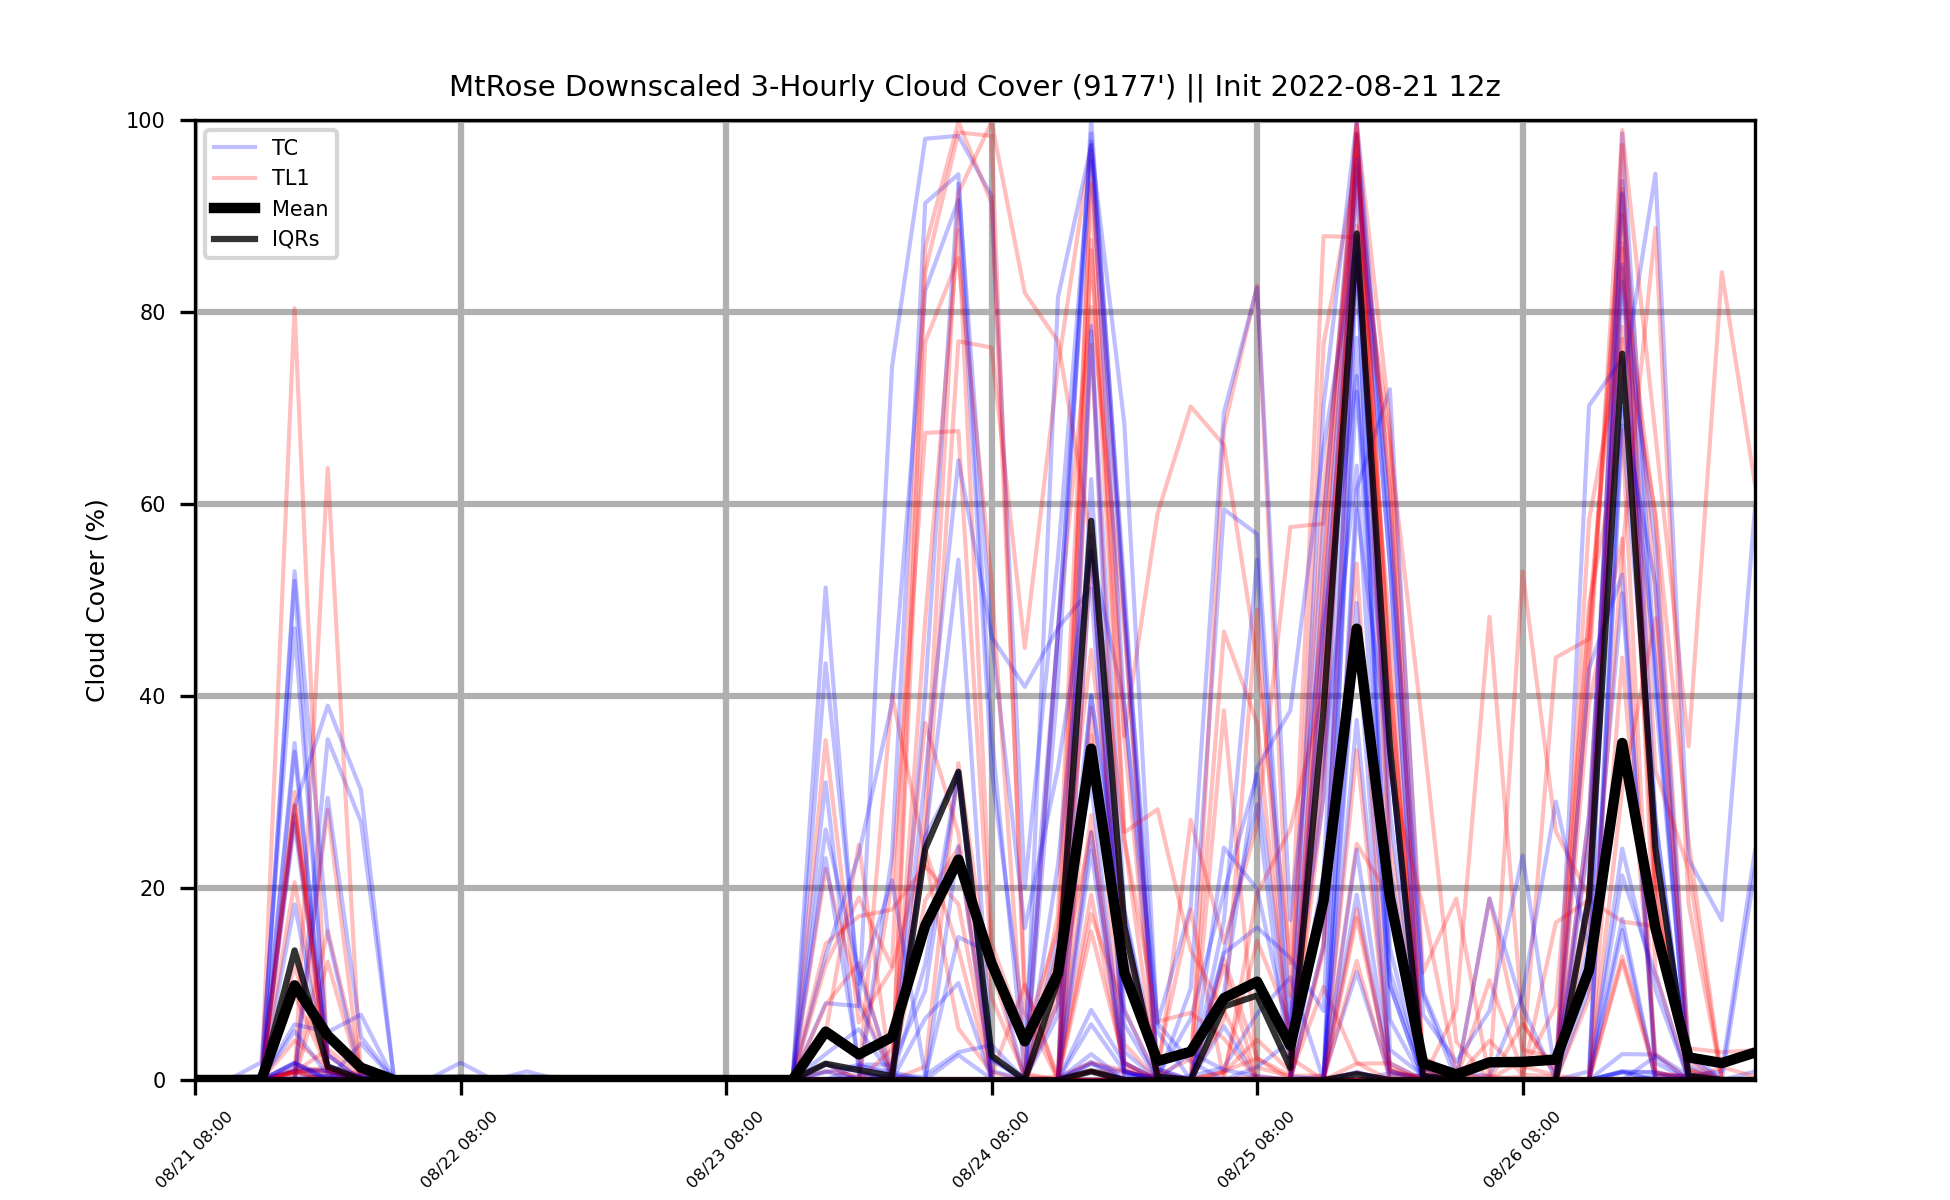 MtRose Downscaled 3-Hourly Cloud Cover (9177') || Init 2022-08-21 12z
TC
TL1
Mean
IQRs
Cloud Cover (%)
100
80
60
40
20
0
08/21 08:00
08/22 08:00
08/23 08:00
08/24 08:00
08/25 08:00
08/26 08:00